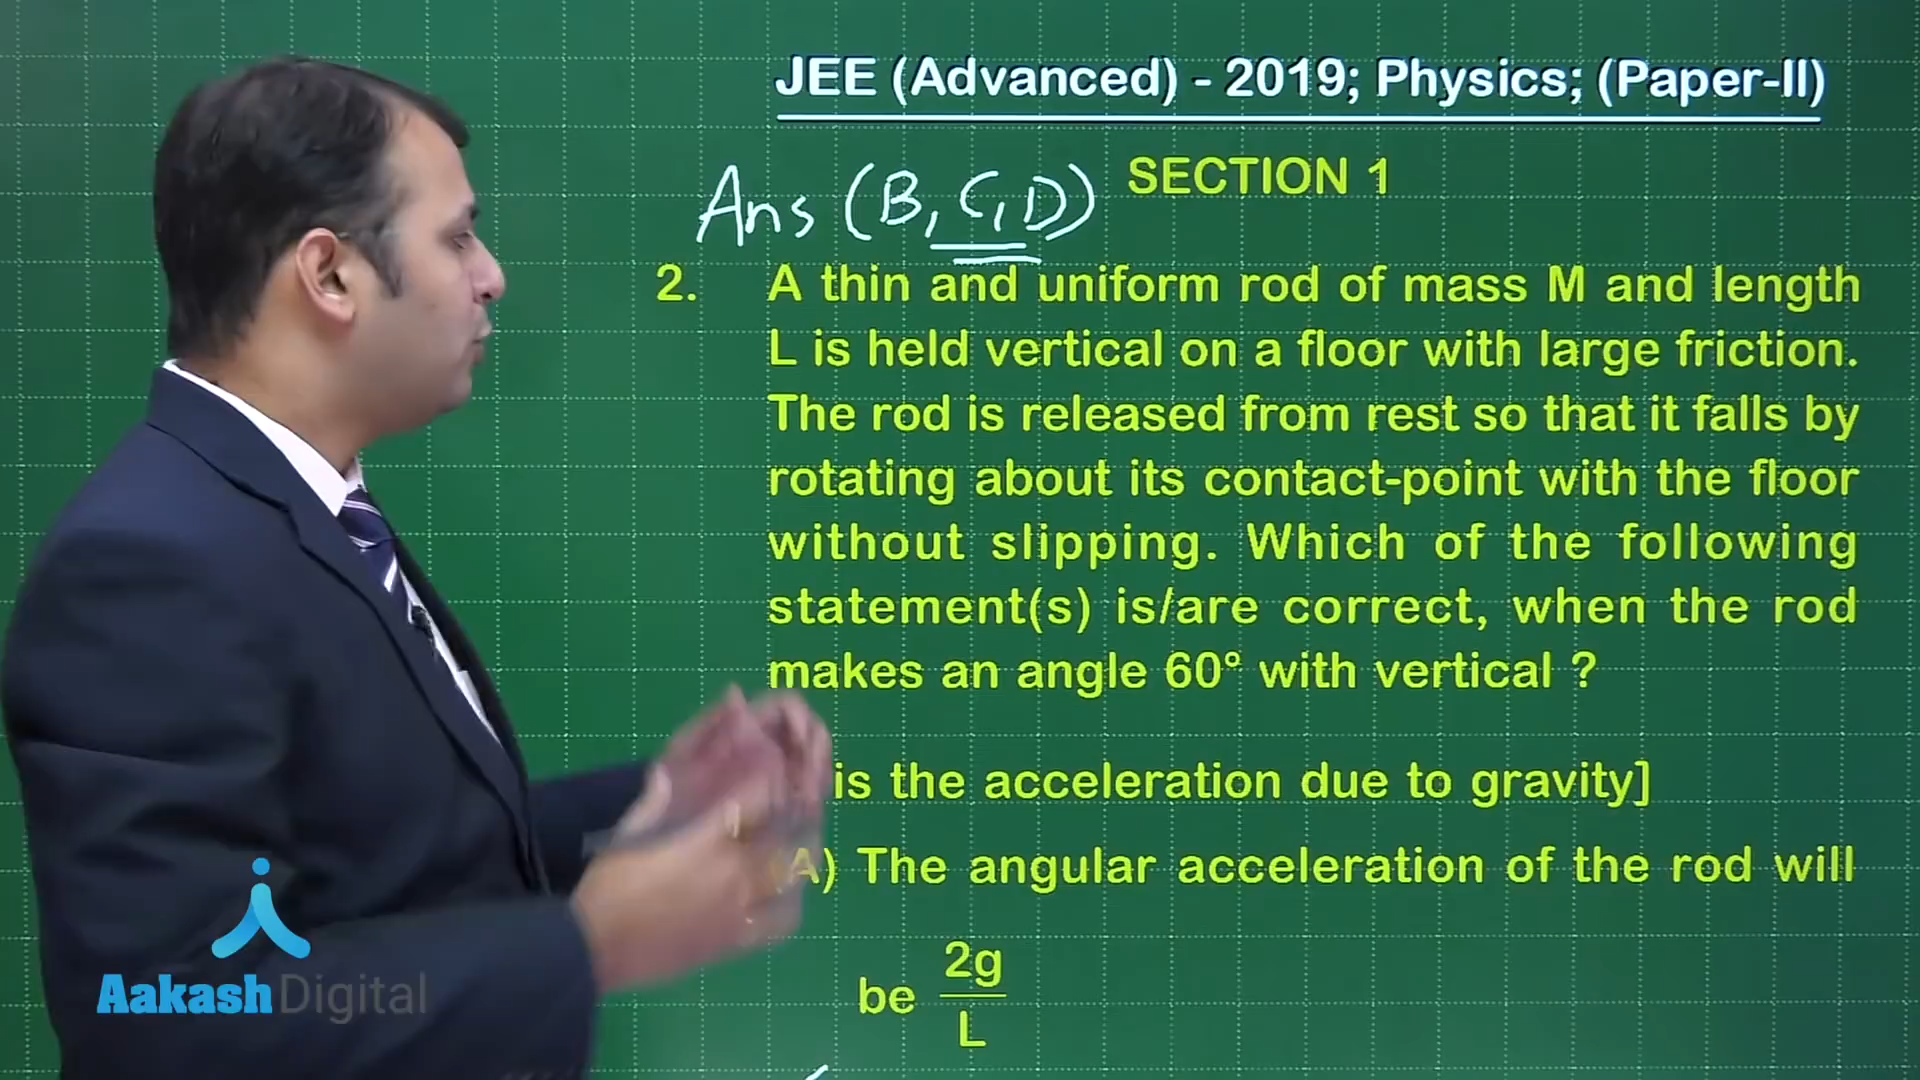 JEE (Advanced) - 2019; Physics; (Paper-II)
Ans (B, C, D)
SECTION 1
2. A thin and uniform rod of mass M and length
L is held vertical on a floor with large friction.
The rod is released from rest so that it falls by
rotating about its contact-point with the floor
without slipping. Which of the following
statement(s) is/are correct, when the rod
makes an angle 60° with vertical ?
is the acceleration due to gravity]
(A) The angular acceleration of the rod will
be 2g/L
Aakash Digital